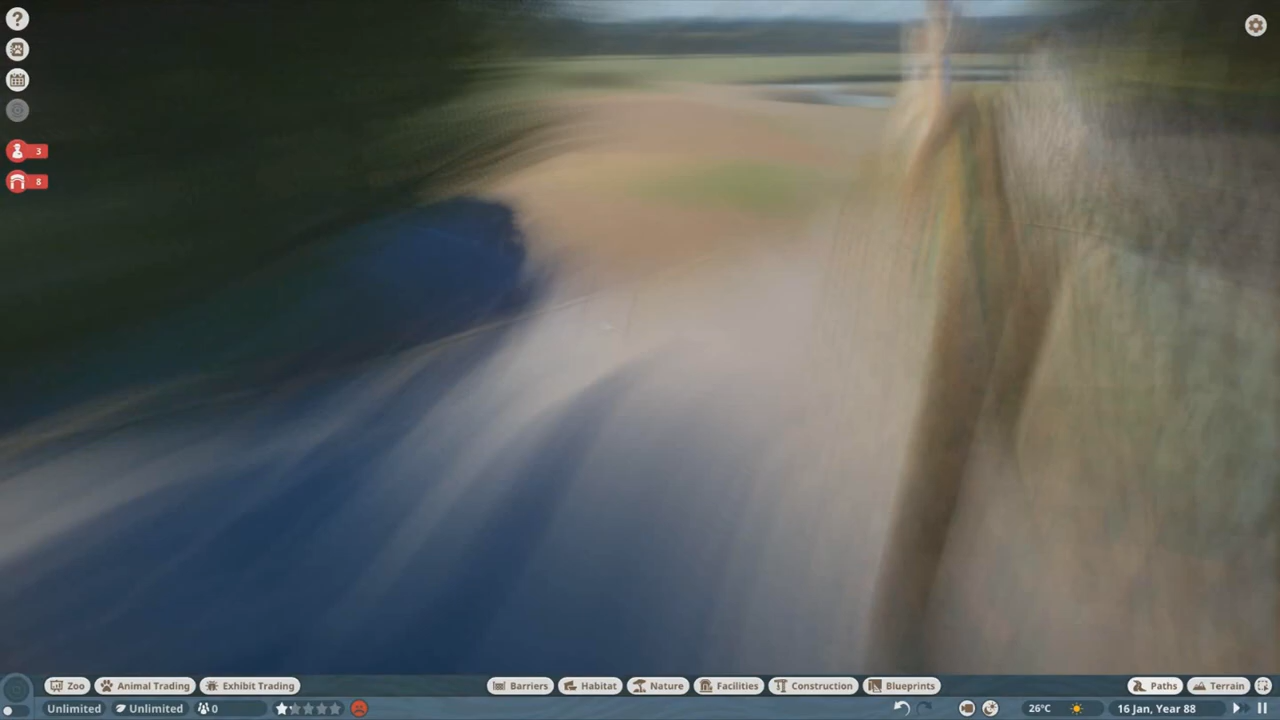 ?
3
8
Zoo
Animal Trading
Exhibit Trading
Barriers
Habitat
Nature
Facilities
Construction
Blueprints
Paths
Terrain
Unlimited
Unlimited
0
26°C
16 Jan, Year 88